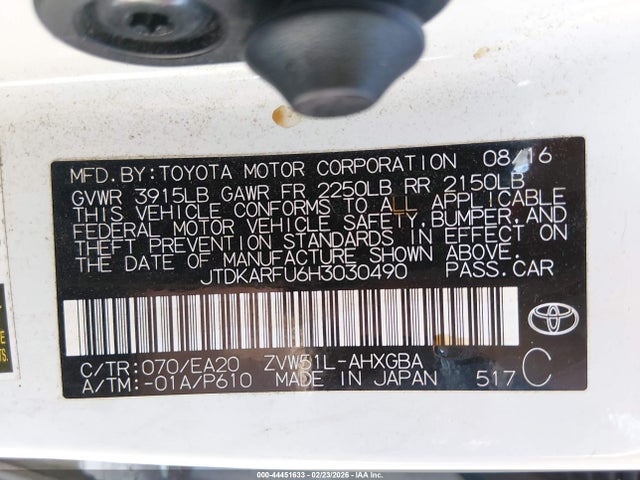 MFD.BY:TOYOTA MOTOR CORPORATION 08/16
GVWR 3915LB GAWR FR 2250LB RR 2150LB
THIS VEHICLE CONFORMS TO ALL APPLICABLE
FEDERAL MOTOR VEHICLE SAFETY,BUMPER,AND
THEFT PREVENTION STANDARDS IN EFFECT ON
THE DATE OF MANUFACTURE SHOWN ABOVE.
JTDKARFU6H3030490 PASS.CAR
C/TR:070/EA20 ZVW51L-AHXGBA
A/TM:-01A/P610 MADE IN JAPAN 517 C
000-44451633 - 02/23/2026 - IAA Inc.